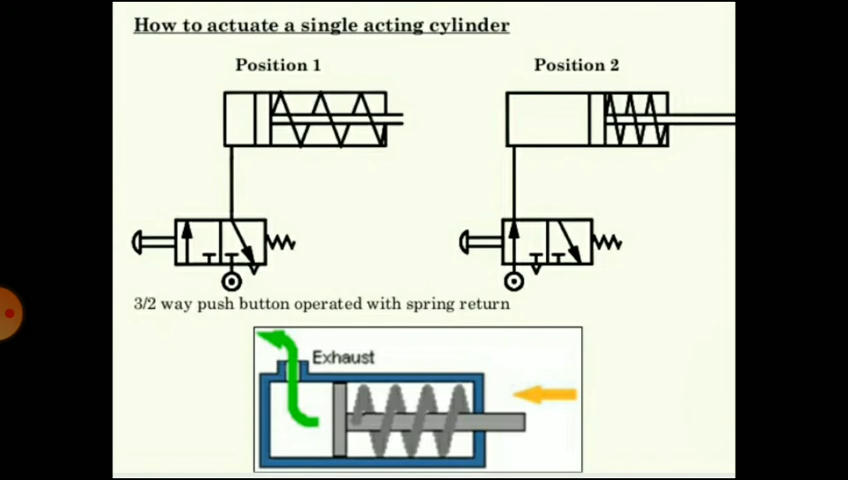 How to actuate a single acting cylinder
Position 1
Position 2
3/2 way push button operated with spring return
Exhaust